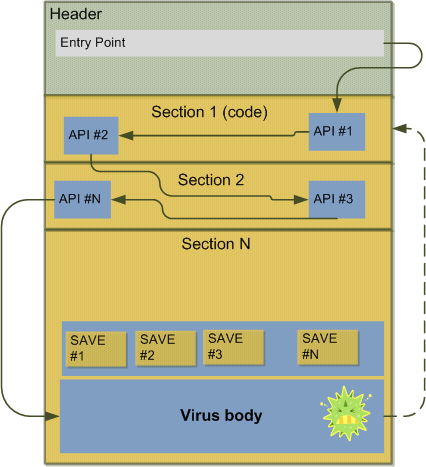 Header
Entry Point
Section 1 (code)
API #2
API #1
Section 2
API #N
API #3
Section N
SAVE
#1
SAVE
#2
SAVE
#3
SAVE
#N
Virus body